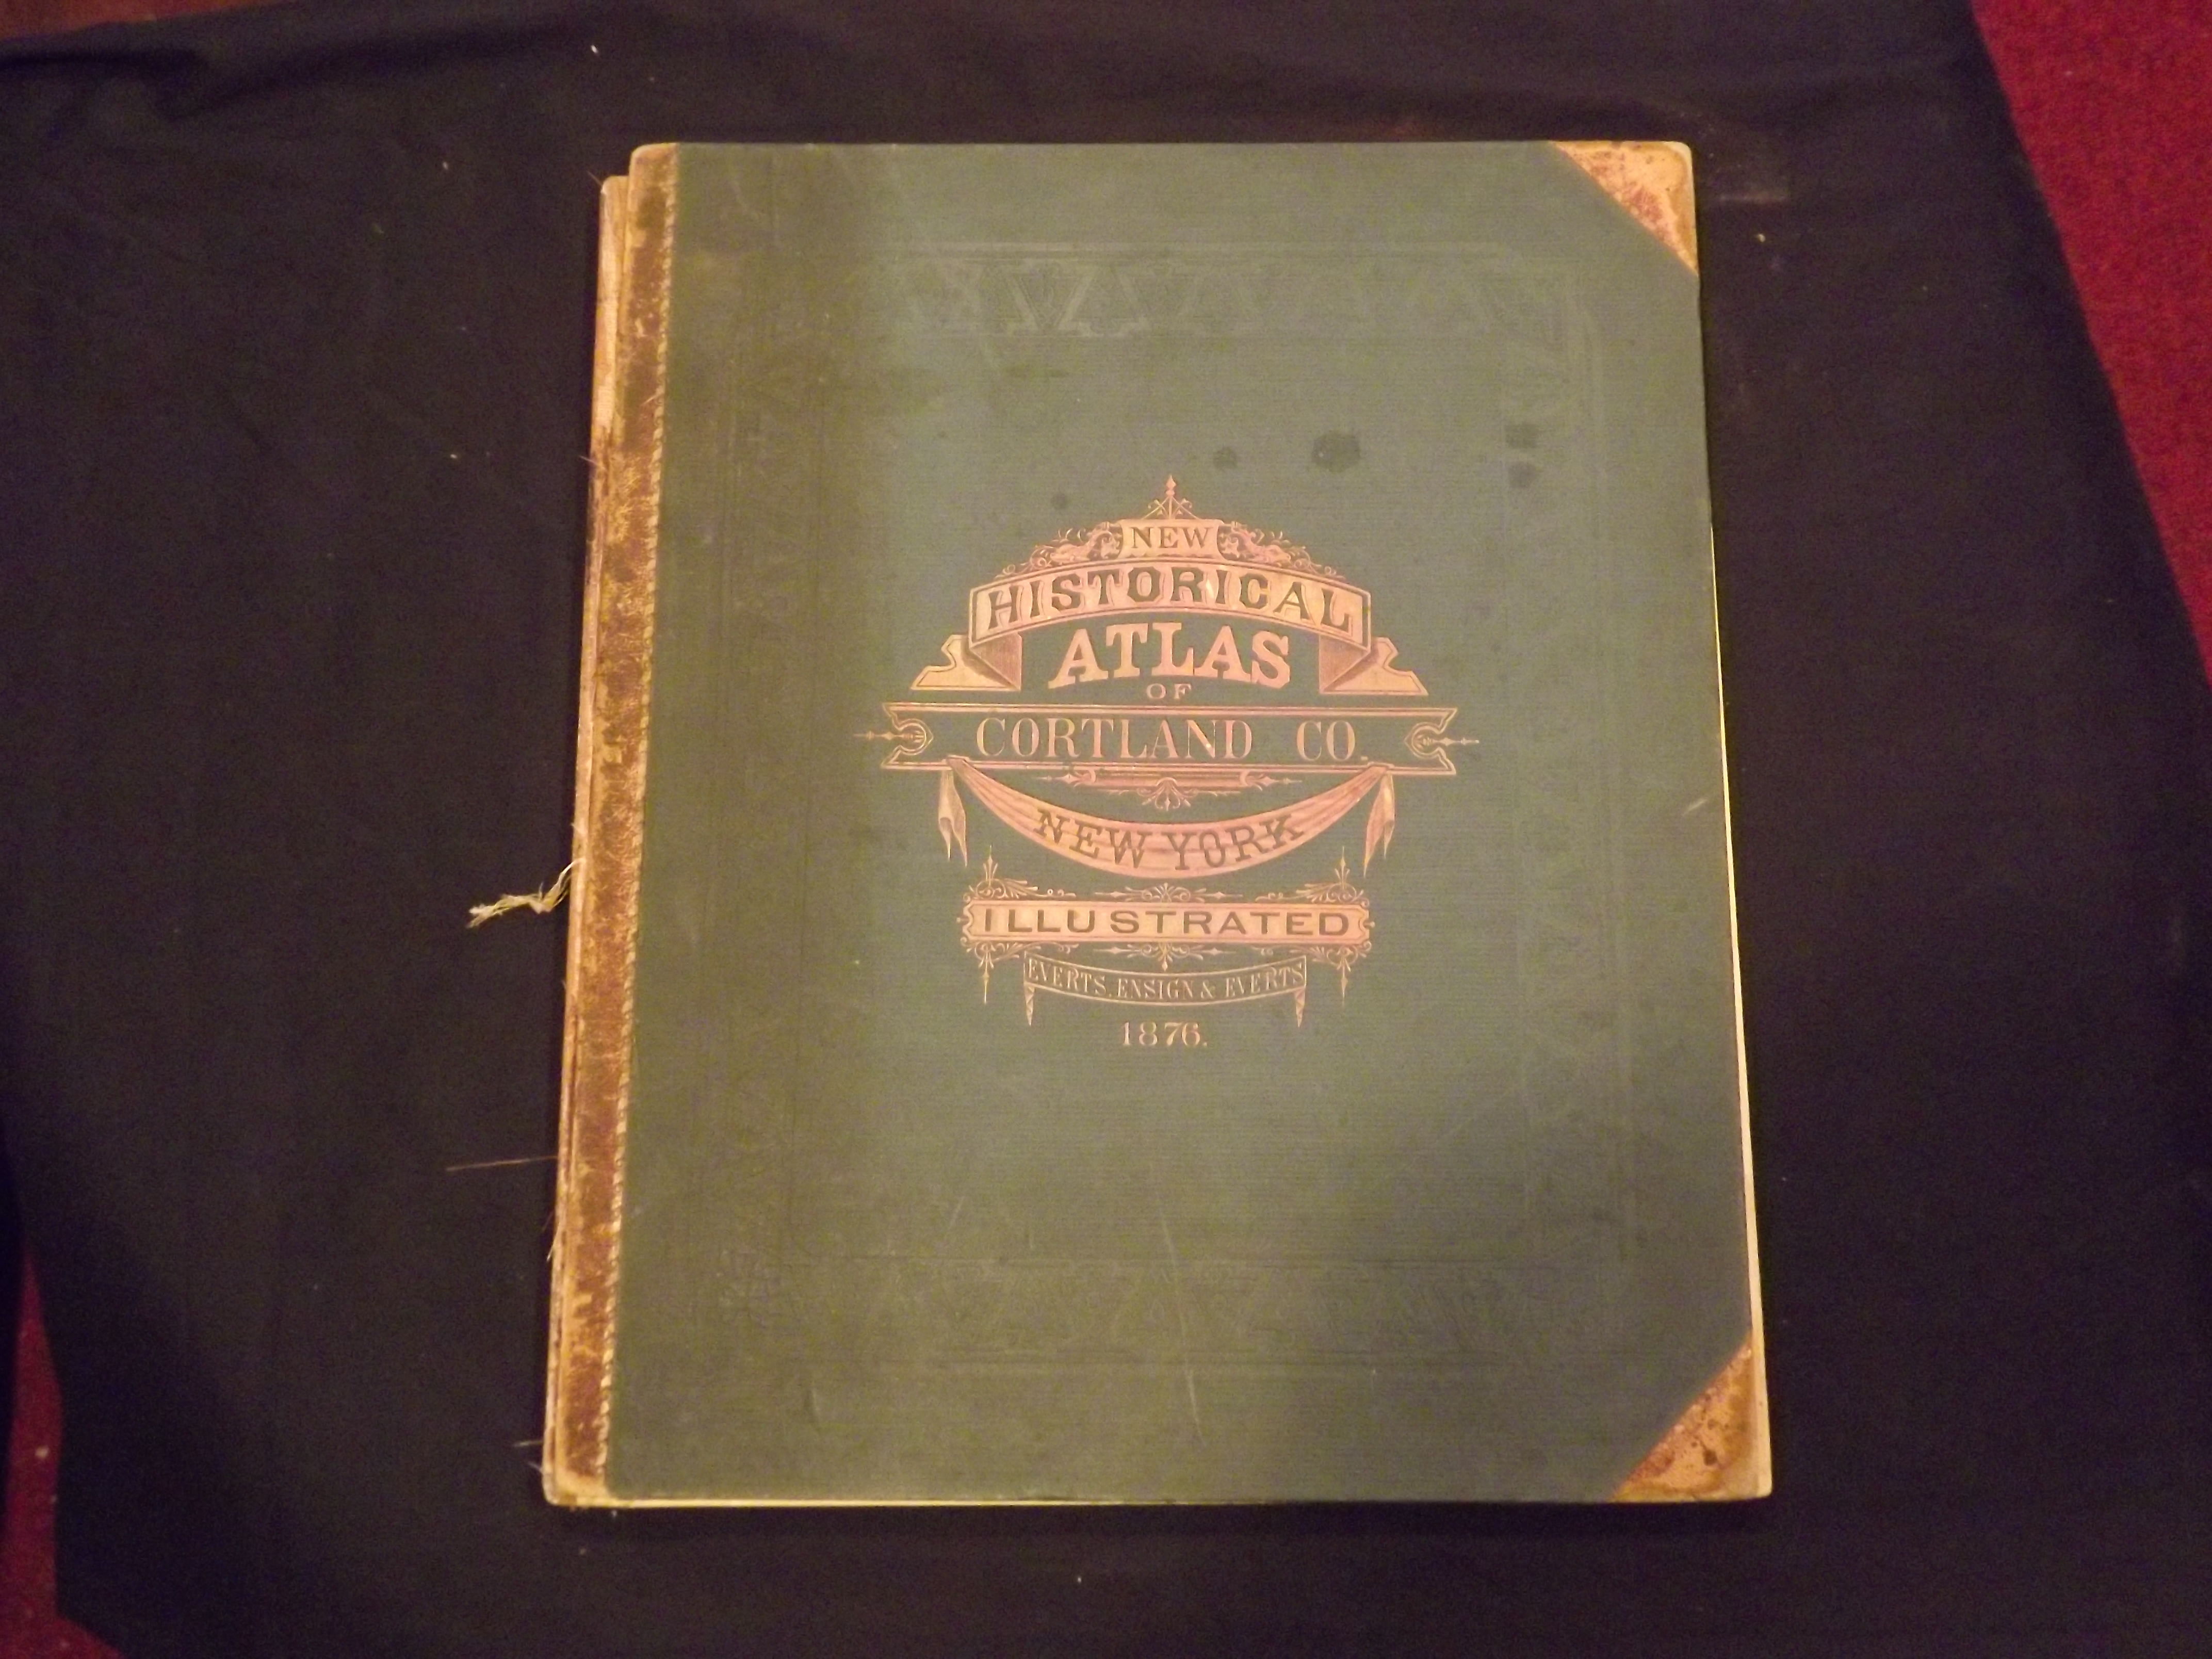 NEW
HISTORICAL
ATLAS
OF
CORTLAND CO.
NEW YORK
ILLUSTRATED
EVERTS, ENSIGN & EVERTS
1876.